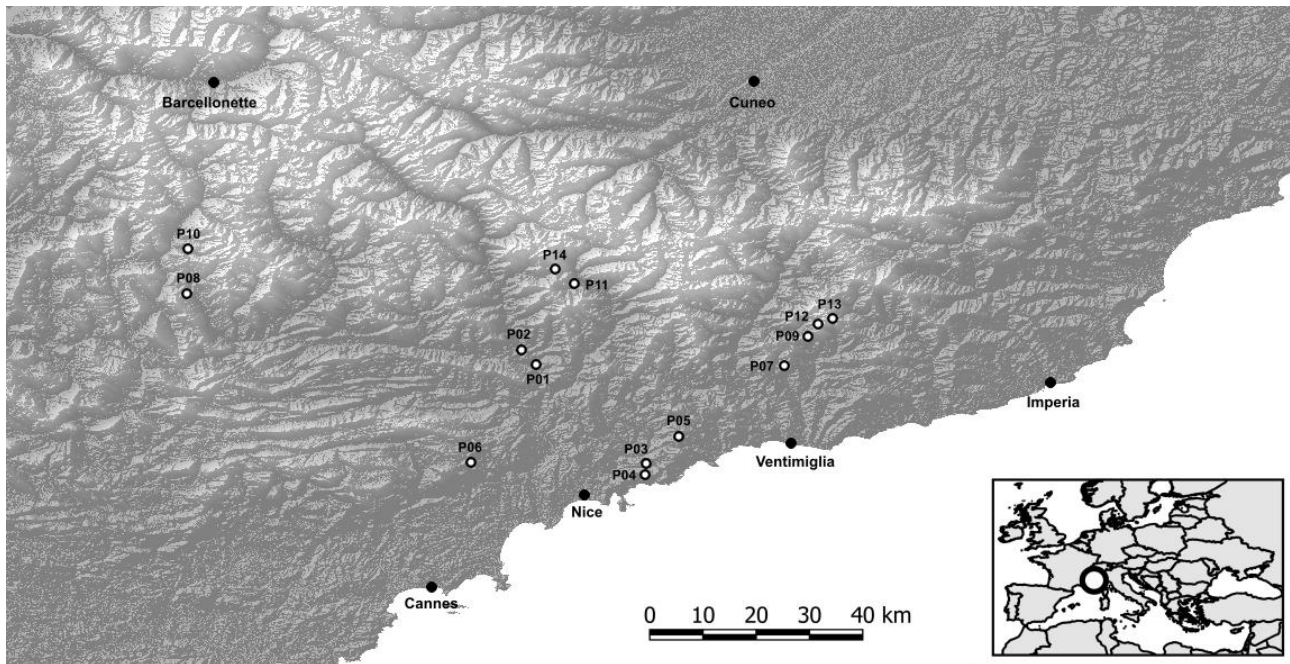 Barcellonette
Cuneo
P10
P08
P14
P11
P13
P12
P09
P02
P01
P07
Imperia
P05
P06
P03
P04
Ventimiglia
Nice
Cannes
0 10 20 30 40 km